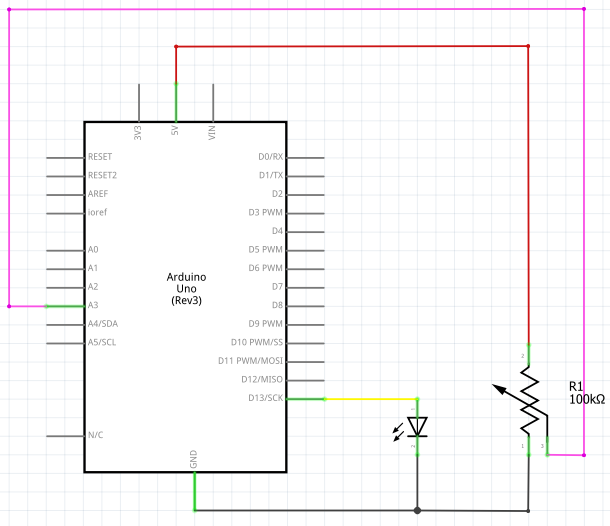 3V3
5V
VIN
RESET
RESET2
AREF
ioref
A0
A1
A2
A3
A4/SDA
A5/SCL
N/C
Arduino
Uno
(Rev3)
D0/RX
D1/TX
D2
D3 PWM
D4
D5 PWM
D6 PWM
D7
D8
D9 PWM
D10 PWM/SS
D11 PWM/MOSI
D12/MISO
D13/SCK
GND
1
2
2
R1
100kΩ
1
3